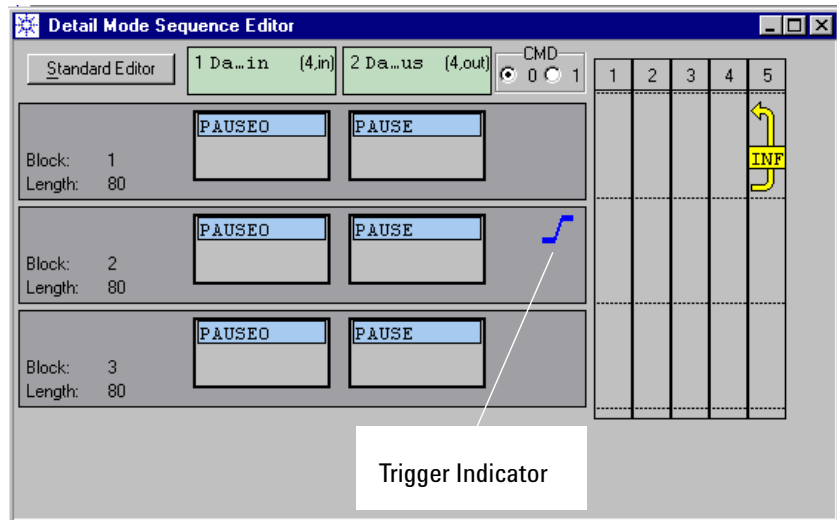 Detail Mode Sequence Editor
Standard Editor
1 Da…in (4,in)
2 Da…us (4,out)
CMD
0 1
1 2 3 4 5
PAUSE0 PAUSE
Block: 1
Length: 80
INF
PAUSE0 PAUSE
Block: 2
Length: 80
PAUSE0 PAUSE
Block: 3
Length: 80
Trigger Indicator